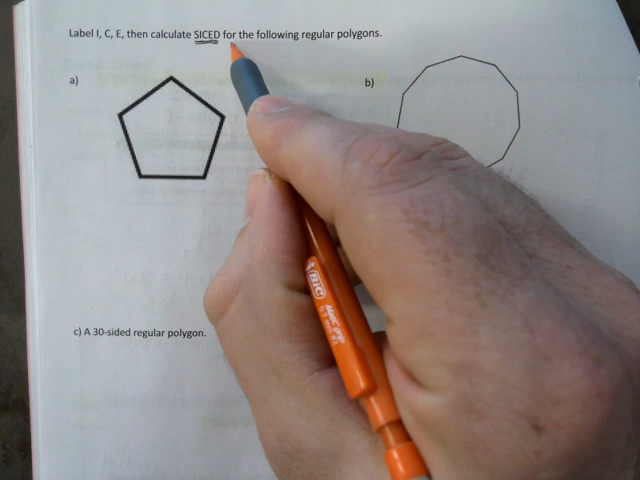 Label I, C, E, then calculate SICED for the following regular polygons.
a)
b)
c) A 30-sided regular polygon.
BIC